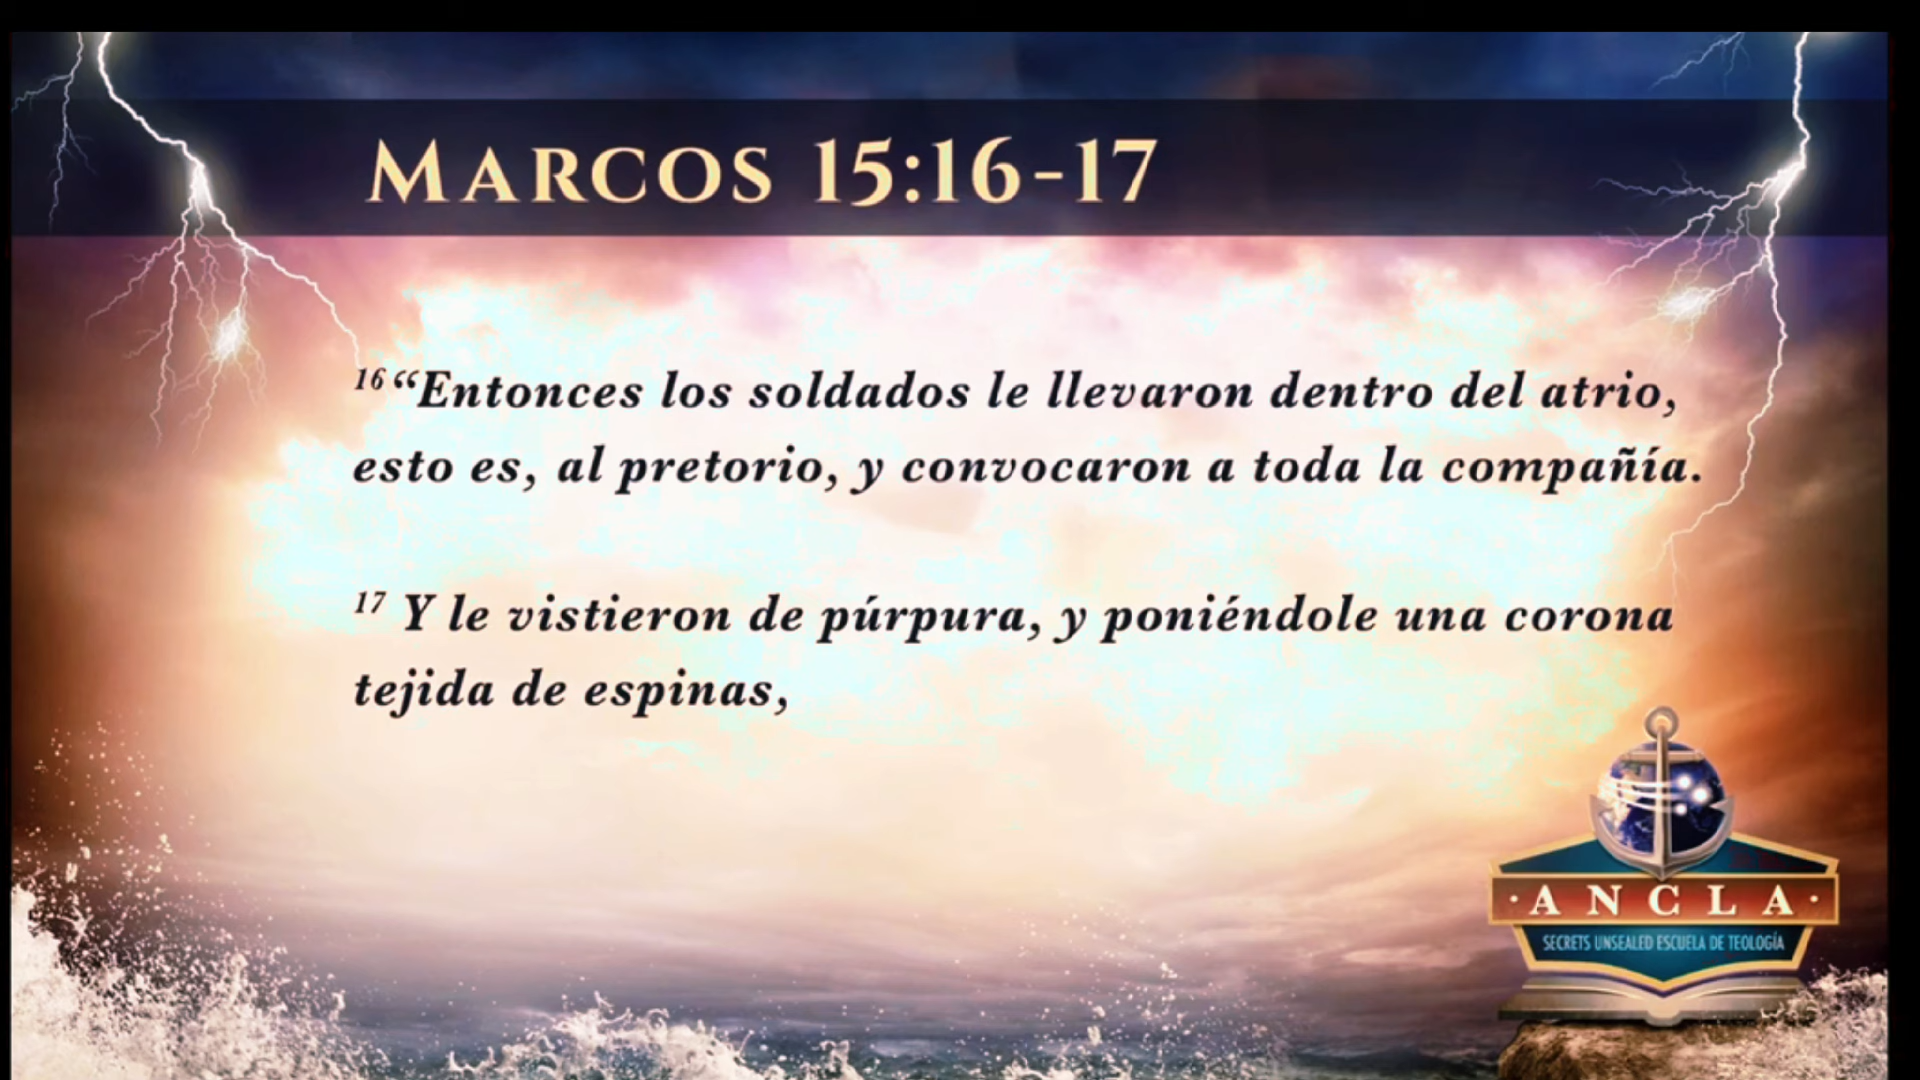 MARCOS 15:16-17
16 “Entonces los soldados le llevaron dentro del atrio,
esto es, al pretorio, y convocaron a toda la compañía.
17 Y le vistieron de púrpura, y poniéndole una corona
tejida de espinas,
· A N C L A ·
SECRETS UNSEALED ESCUELA DE TEOLOGÍA